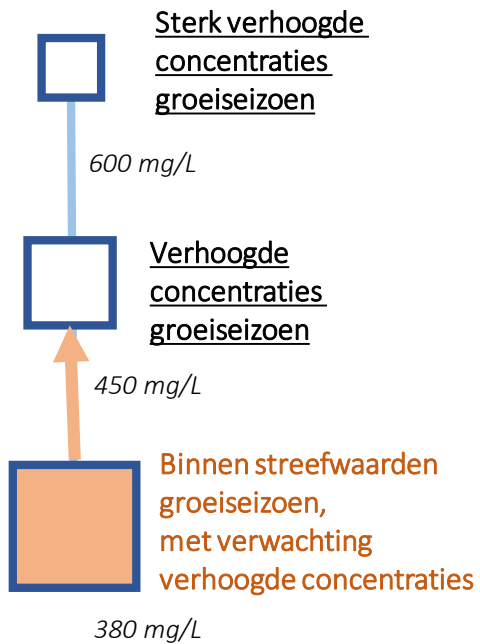 Sterk verhoogde
concentraties
groeiseizoen
600 mg/L
Verhoogde
concentraties
groeiseizoen
450 mg/L
Binnen streefwaarden
groeiseizoen,
met verwachting
verhoogde concentraties
380 mg/L